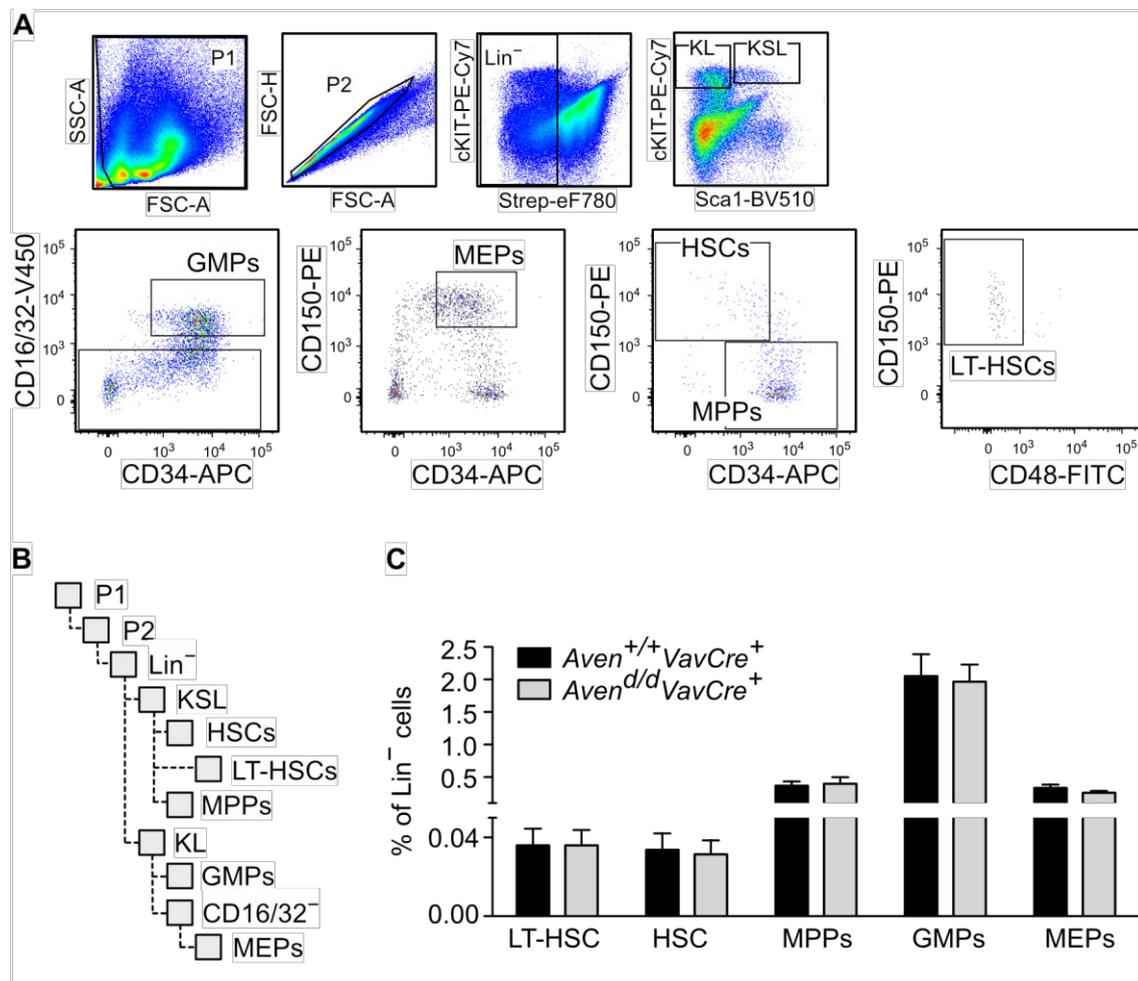 A
P1
SSC-A
FSC-A
P2
FSC-H
FSC-A
Lin⁻
cKIT-PE-Cy7
Strep-eF780
KL
KSL
cKIT-PE-Cy7
Sca1-BV510
CD16/32-V450
10⁵
10⁴
10³
0
GMPs
0 10³ 10⁴ 10⁵
CD34-APC
CD150-PE
10⁵
10⁴
10³
0
MEPs
0 10³ 10⁴ 10⁵
CD34-APC
CD150-PE
10⁵
10⁴
10³
0
HSCs
MPPs
0 10³ 10⁴ 10⁵
CD34-APC
CD150-PE
10⁵
10⁴
10³
0
LT-HSCs
0 10³ 10⁴ 10⁵
CD48-FITC
B
P1
P2
Lin⁻
KSL
HSCs
LT-HSCs
MPPs
KL
GMPs
CD16/32⁻
MEPs
C
% of Lin⁻ cells
2.5
2.0
1.5
1.0
0.5
0.04
0.00
Aven⁺/⁺VavCre⁺
Avenᵈ/ᵈVavCre⁺
LT-HSC HSC MPPs GMPs MEPs